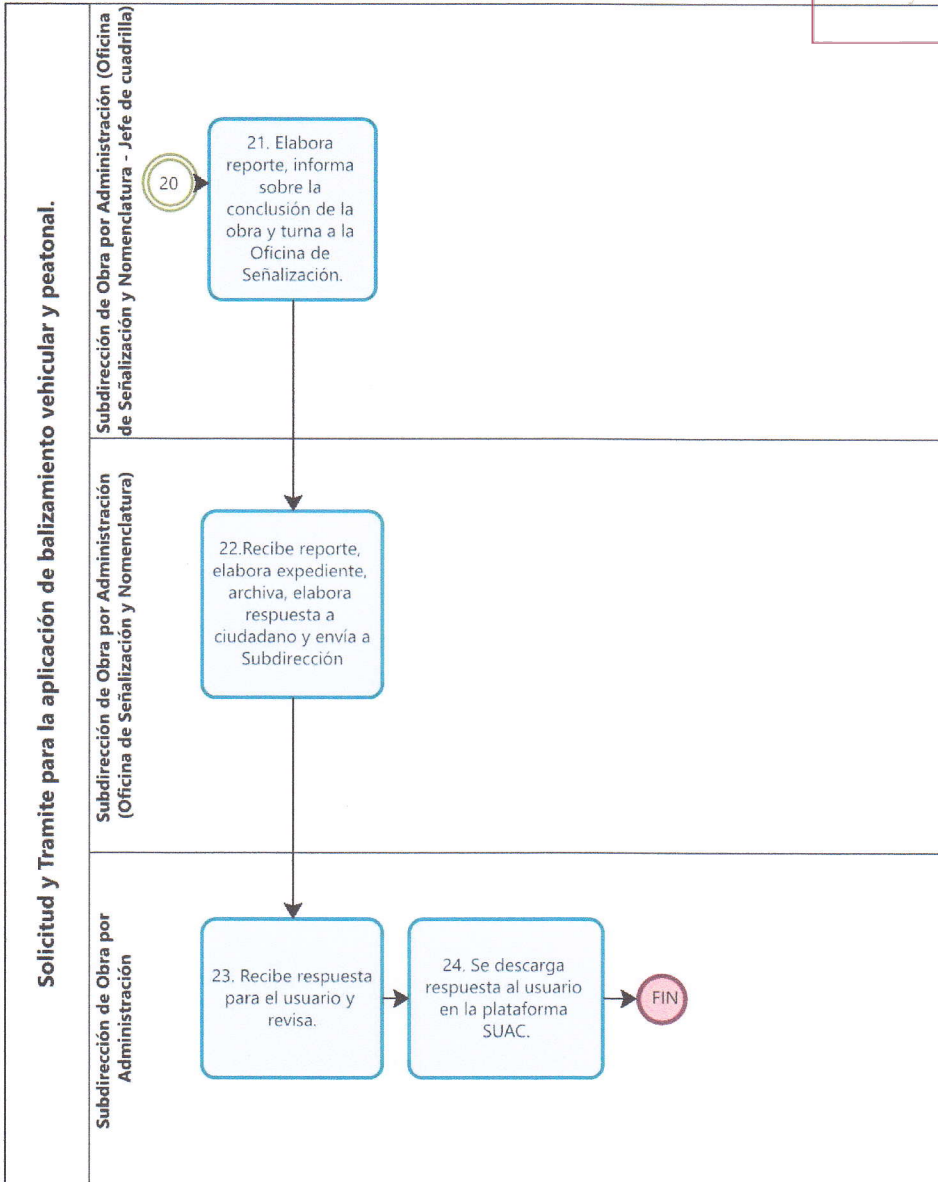 Solicitud y Tramite para la aplicación de balizamiento vehicular y peatonal.
Subdirección de Obra por Administración (Oficina
de Señalización y Nomenclatura - Jefe de cuadrilla)
20
21. Elabora
reporte, informa
sobre la
conclusión de la
obra y turna a la
Oficina de
Señalización.
Subdirección de Obra por Administración
(Oficina de Señalización y Nomenclatura)
22.Recibe reporte,
elabora expediente,
archiva, elabora
respuesta a
ciudadano y envía a
Subdirección
Subdirección de Obra por
Administración
23. Recibe respuesta
para el usuario y
revisa.
24. Se descarga
respuesta al usuario
en la plataforma
SUAC.
FIN